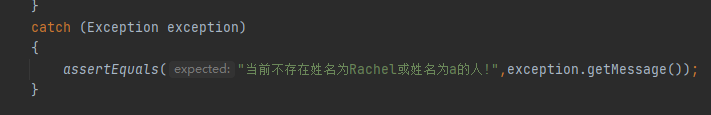 }
catch (Exception exception)
{
assertEquals( expected: "当前不存在姓名为Rachel或姓名为a的人!",exception.getMessage());
}